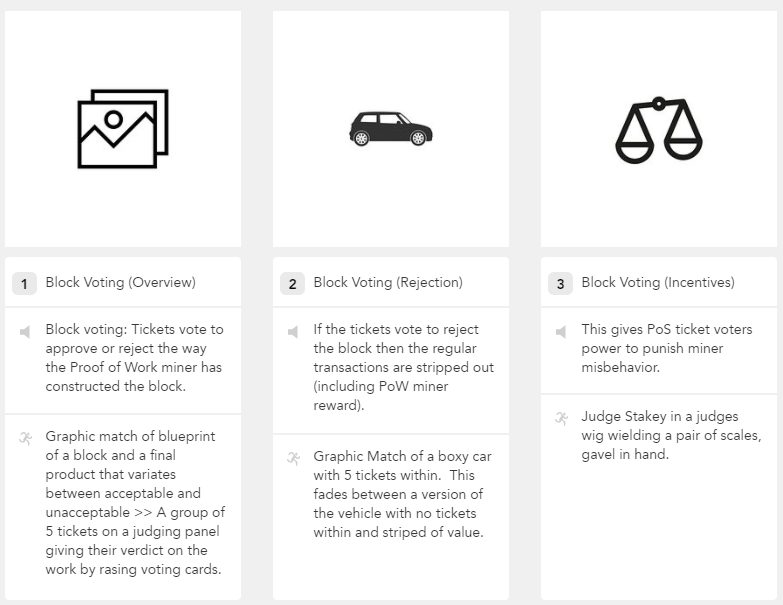 1 Block Voting (Overview)
Block voting: Tickets vote to
approve or reject the way
the Proof of Work miner has
constructed the block.
Graphic match of blueprint
of a block and a final
product that variates
between acceptable and
unacceptable >> A group of
5 tickets on a judging panel
giving their verdict on the
work by rasing voting cards.
2 Block Voting (Rejection)
If the tickets vote to reject
the block then the regular
transactions are stripped out
(including PoW miner
reward).
Graphic Match of a boxy car
with 5 tickets within. This
fades between a version of
the vehicle with no tickets
within and striped of value.
3 Block Voting (Incentives)
This gives PoS ticket voters
power to punish miner
misbehavior.
Judge Stakey in a judges
wig wielding a pair of scales,
gavel in hand.